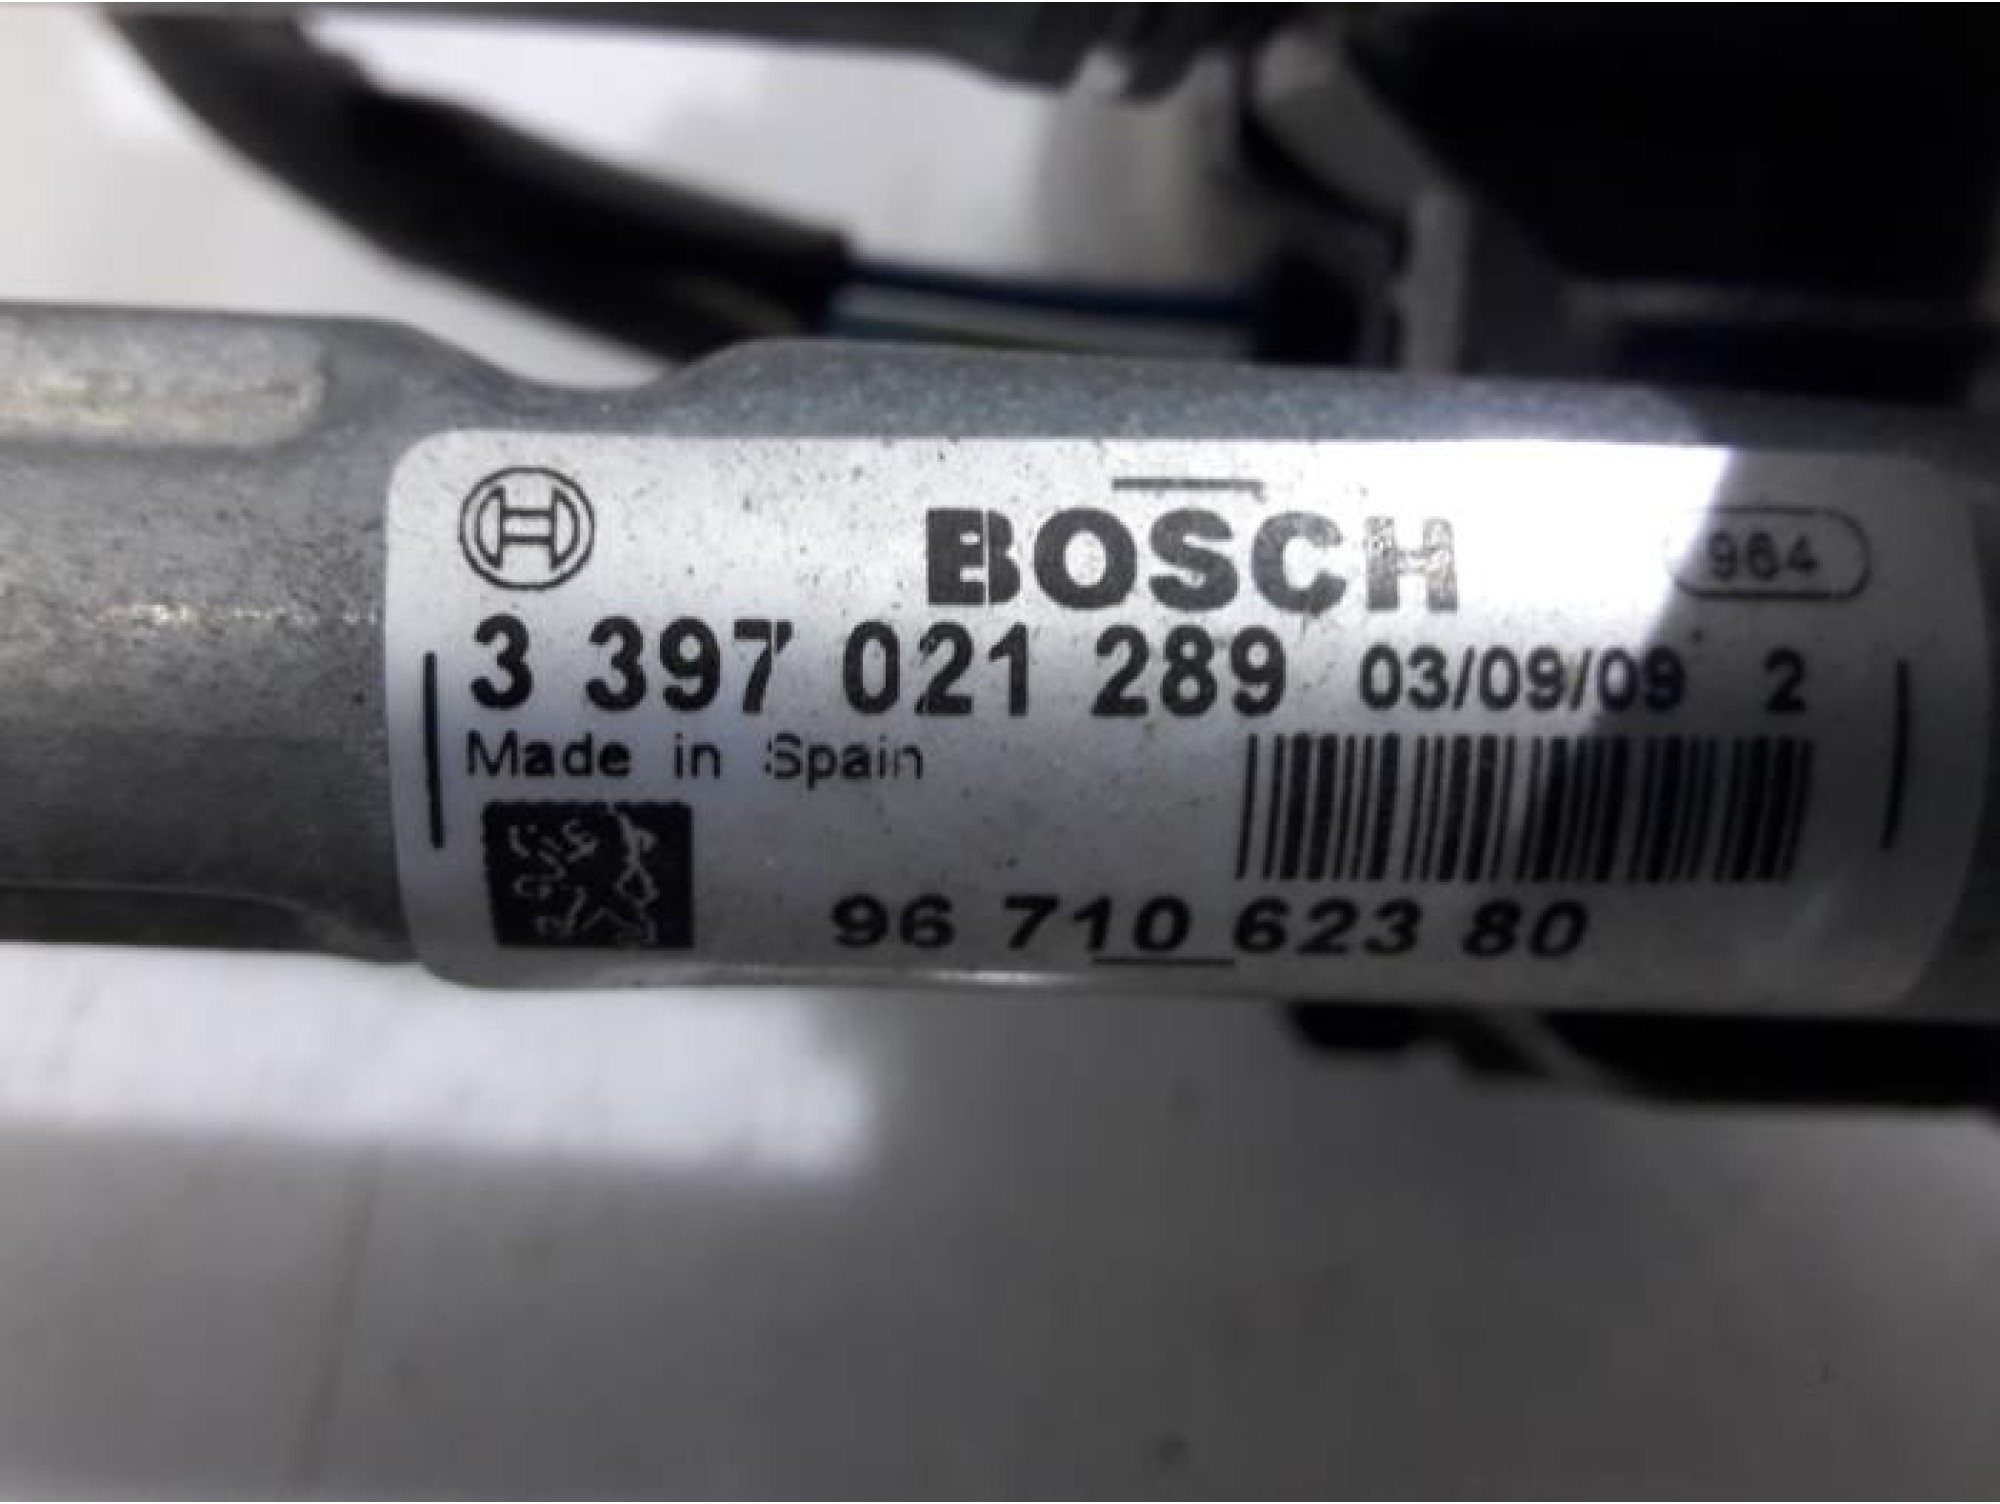 BOSCH 964
3 397 021 289 03/09/09 2
Made in Spain
96 710 623 80